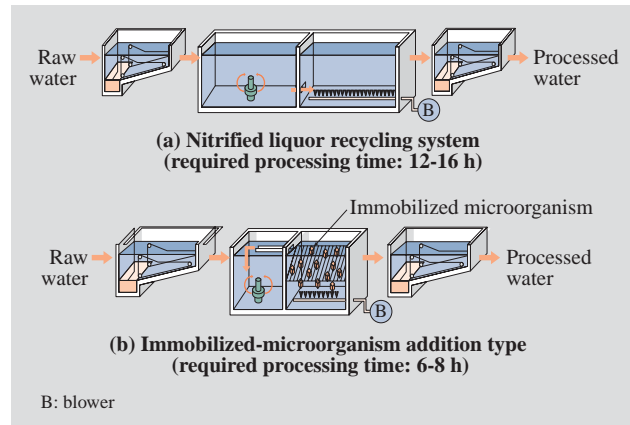 Raw
water
Processed
water
B
(a) Nitrified liquor recycling system
(required processing time: 12-16 h)
Immobilized microorganism
Raw
water
Processed
water
B
(b) Immobilized-microorganism addition type
(required processing time: 6-8 h)
B: blower